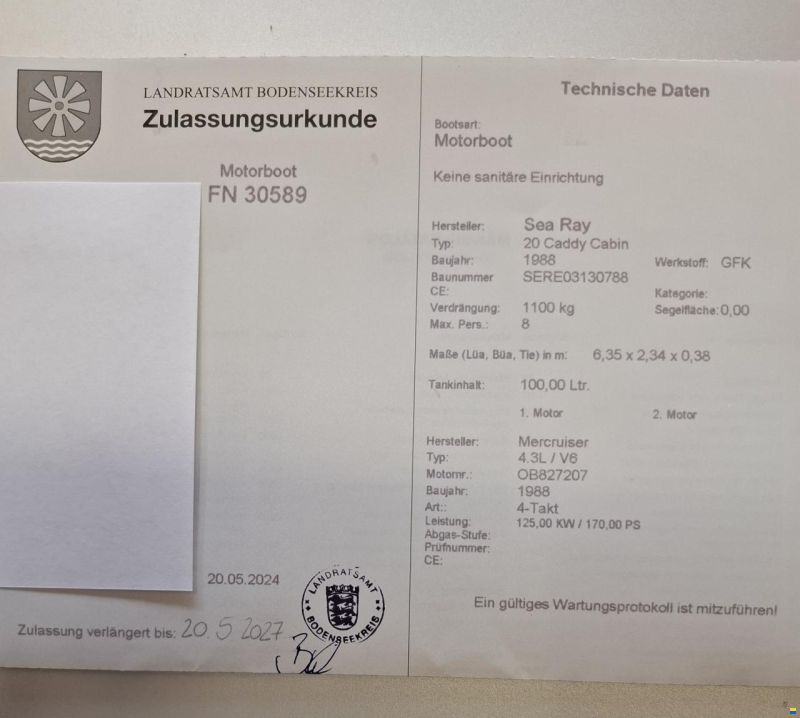 LANDRATSAMT BODENSEEKREIS
Zulassungsurkunde
Motorboot
FN 30589
20.05.2024
LANDRATSAMT
BODENSEEKREIS
Zulassung verlängert bis: 20.5 2027
Technische Daten
Bootsart:
Motorboot
Keine sanitäre Einrichtung
Hersteller: Sea Ray
Typ: 20 Caddy Cabin
Baujahr: 1988 Werkstoff: GFK
Baunummer SERE03130788
CE: Kategorie:
Verdrängung: 1100 kg Segelfläche: 0,00
Max. Pers.: 8
Maße (Lüa, Büa, Tie) in m: 6,35 x 2,34 x 0,38
Tankinhalt: 100,00 Ltr.
1. Motor 2. Motor
Hersteller: Mercruiser
Typ: 4.3L / V6
Motornr.: OB827207
Baujahr: 1988
Art:: 4-Takt
Leistung: 125,00 KW / 170,00 PS
Abgas-Stufe:
Prüfnummer:
CE:
Ein gültiges Wartungsprotokoll ist mitzuführen!